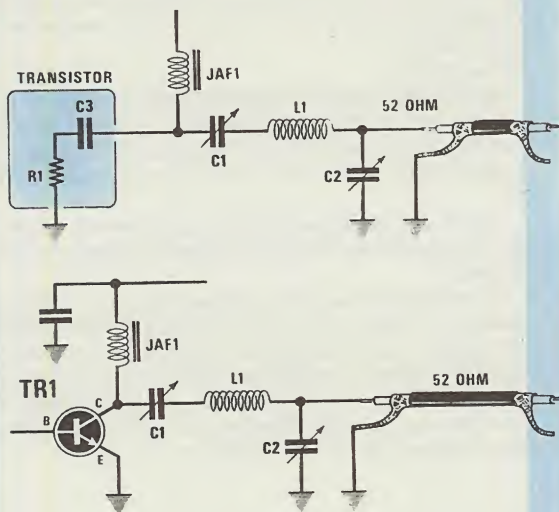 JAF1
TRANSISTOR
C3
L1
52 OHM
C1
R1
C2
JAF1
TR1
L1
52 OHM
C
B
C1
C2
E